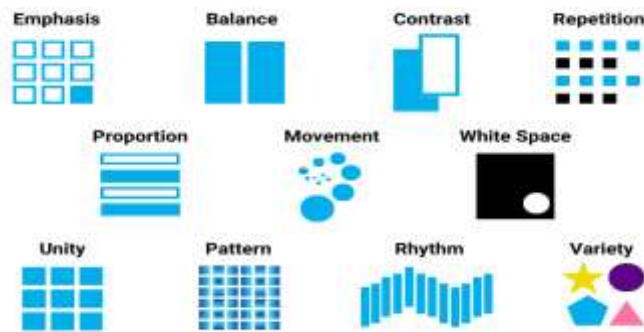 Emphasis Balance Contrast Repetition
Proportion Movement White Space
Unity Pattern Rhythm Variety